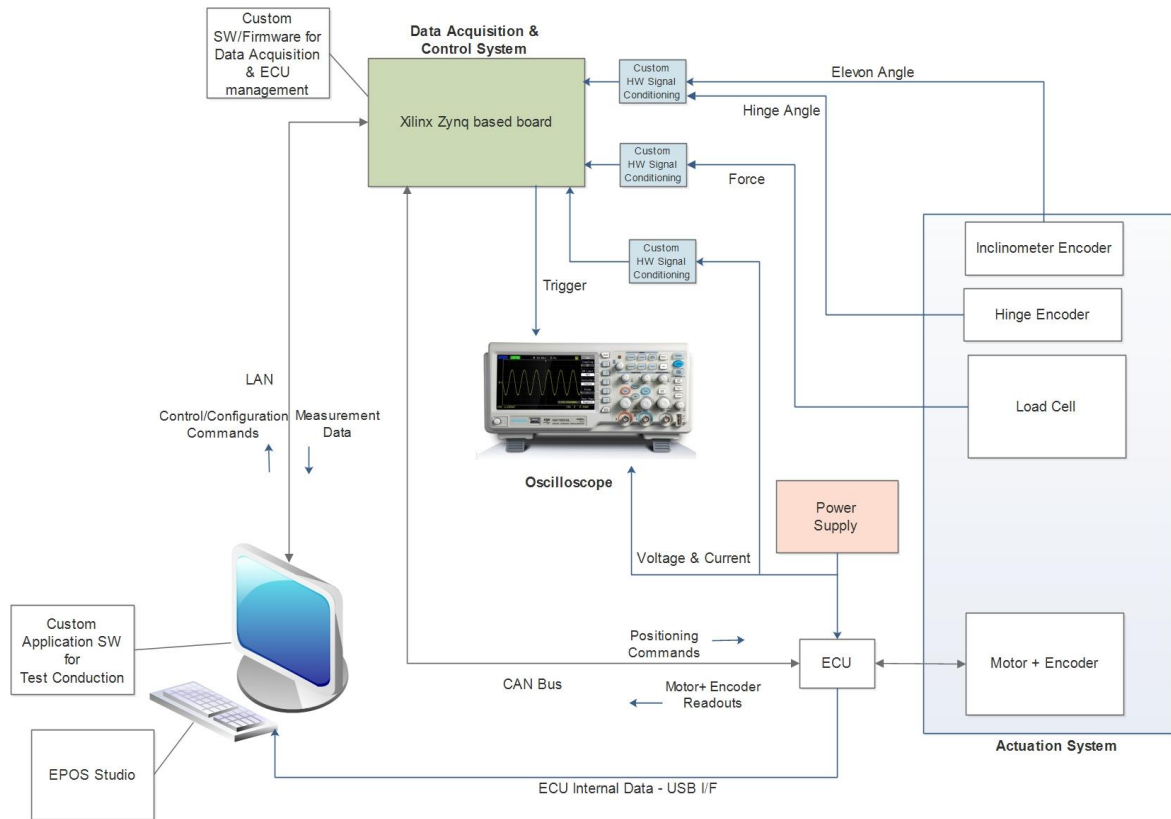 Custom
SW/Firmware for
Data Acquisition
& ECU
management
Data Acquisition &
Control System
Xilinx Zynq based board
Custom
HW Signal
Conditioning
Elevon Angle
Hinge Angle
Custom
HW Signal
Conditioning
Force
Custom
HW Signal
Conditioning
Trigger
Inclinometer Encoder
Hinge Encoder
Load Cell
LAN
Control/Configuration
Commands
Measurement
Data
Oscilloscope
Power
Supply
Voltage & Current
Custom
Application SW
for
Test Conduction
Positioning
Commands
ECU
Motor + Encoder
CAN Bus
Motor+ Encoder
Readouts
Actuation System
EPOS Studio
ECU Internal Data - USB I/F